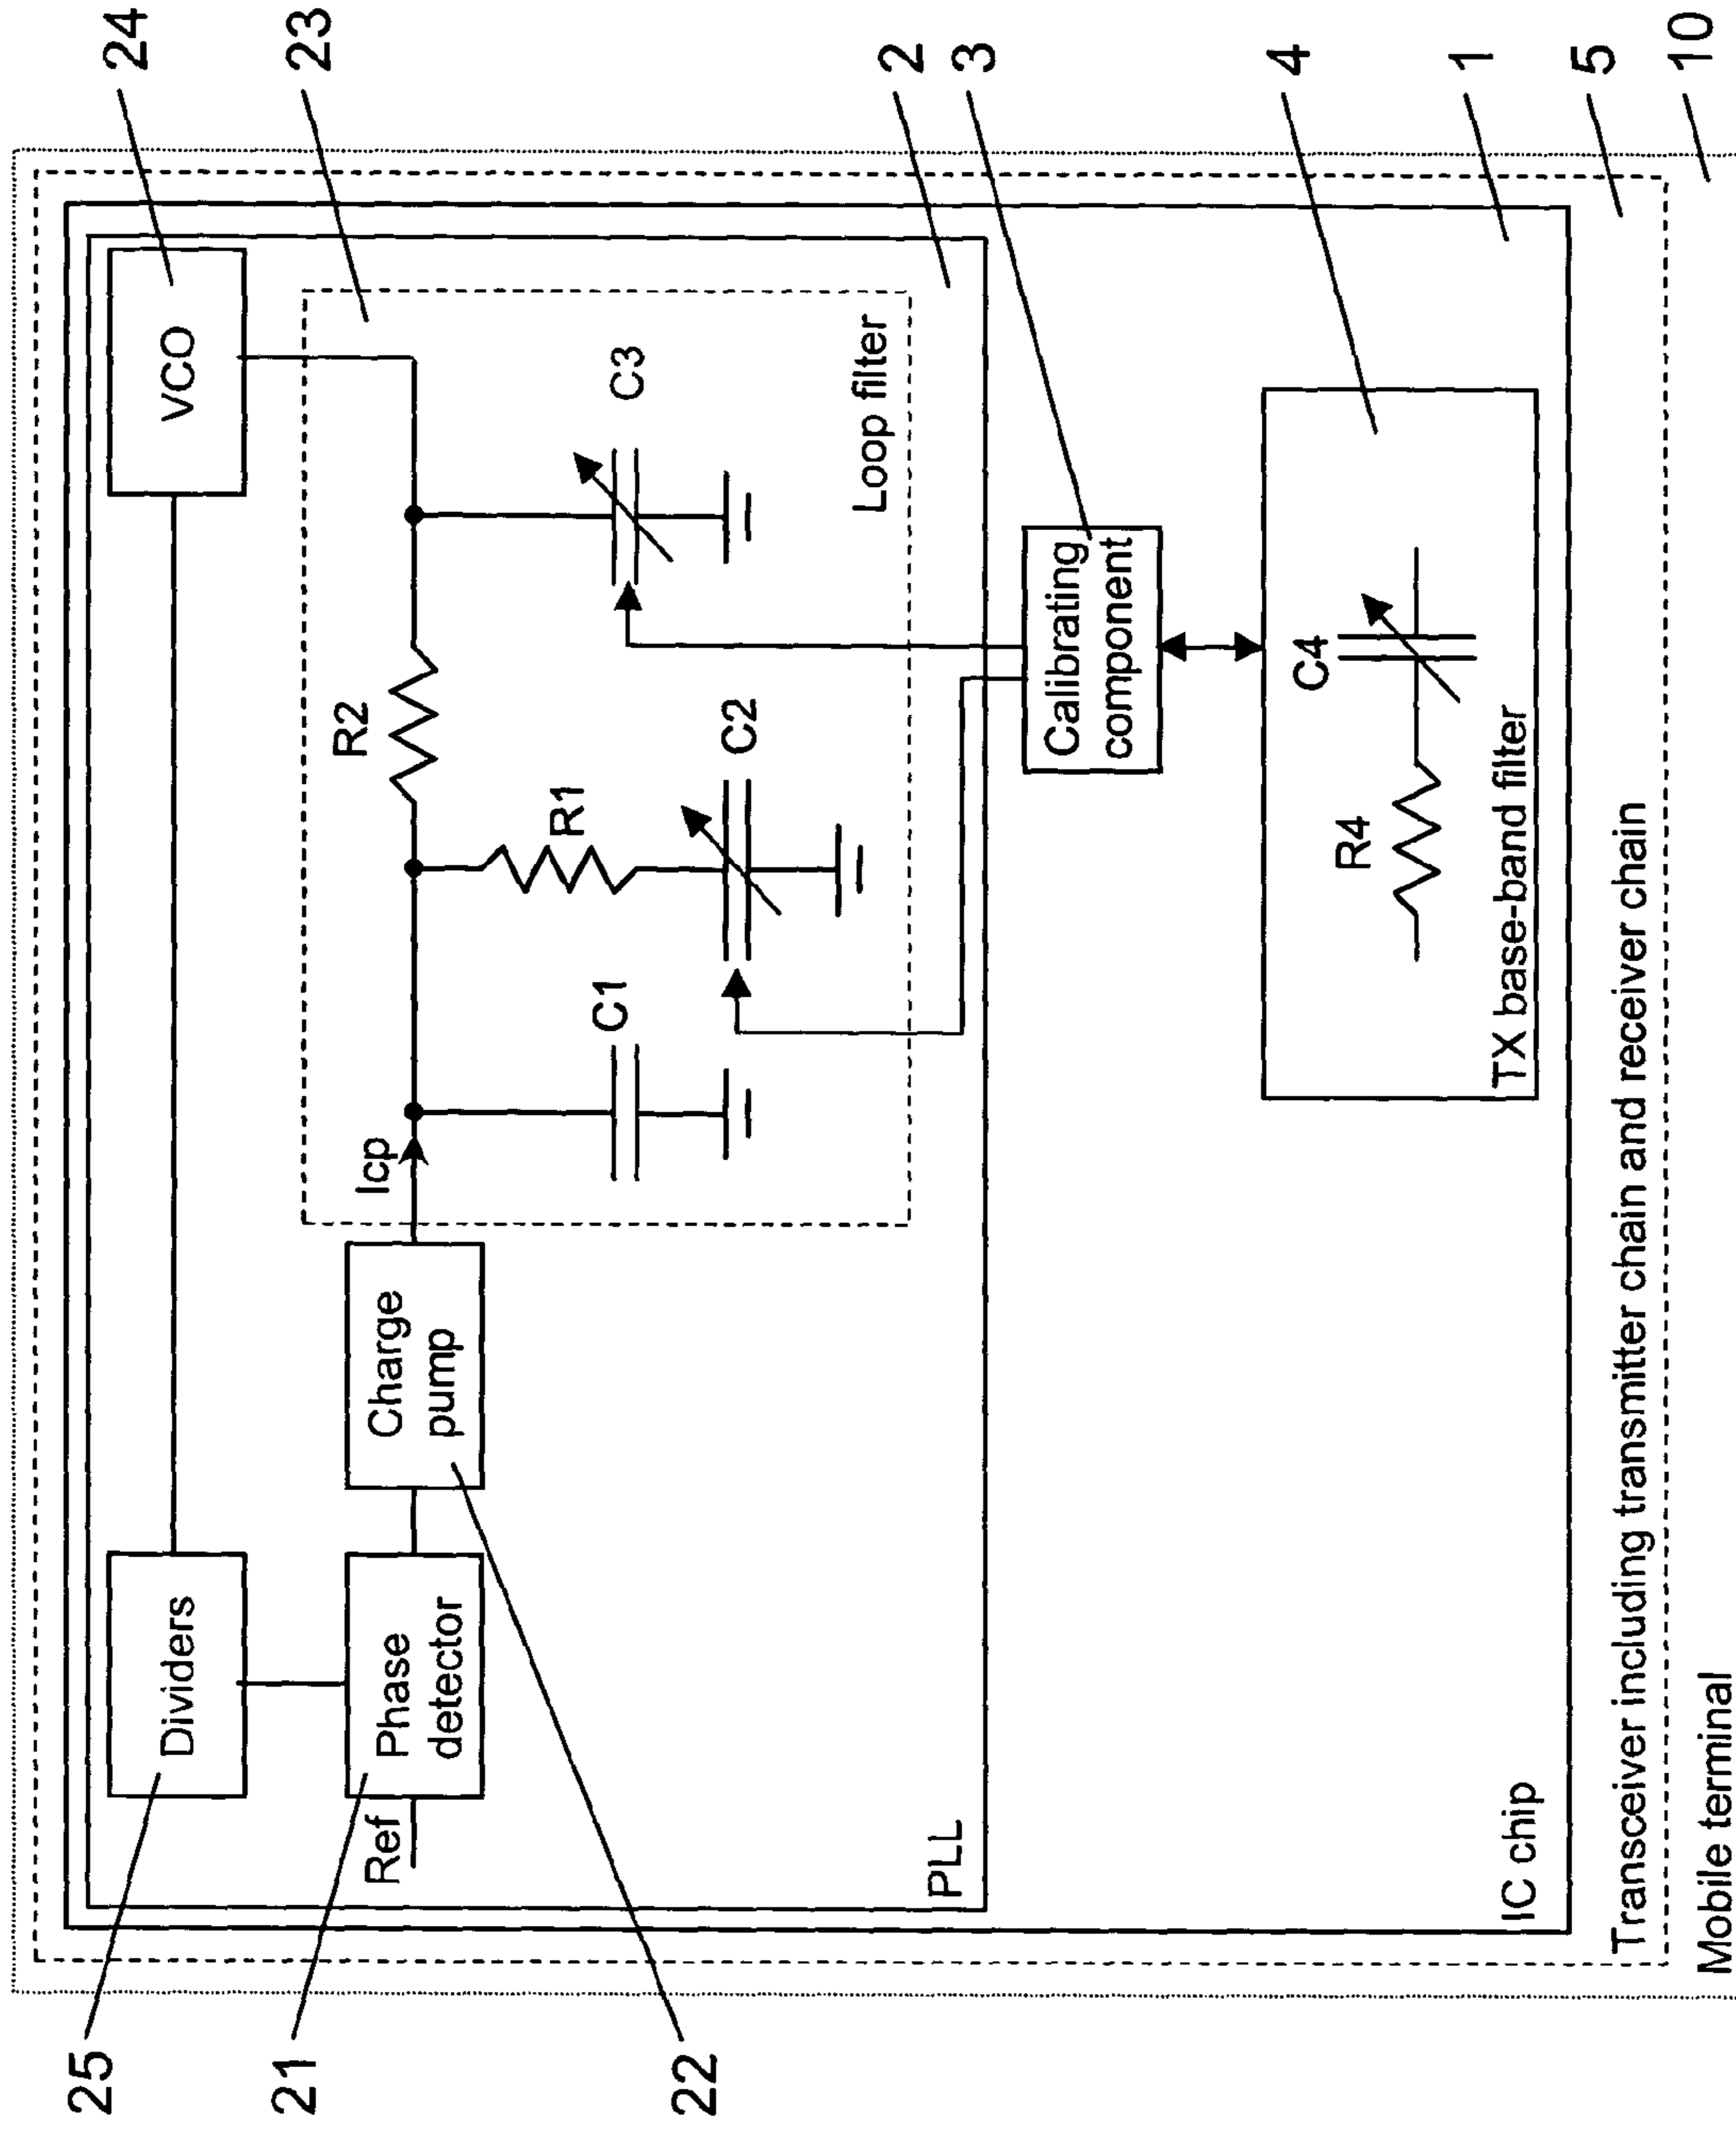 25
Dividers
VCO
24
21
Ref
Phase
detector
Charge
pump
22
Icp
C1
R1
C2
R2
C3
Loop filter
23
PLL
2
Calibrating
component
3
R4
C4
TX base-band filter
4
IC chip
1
Transceiver including transmitter chain and receiver chain
5
Mobile terminal
10